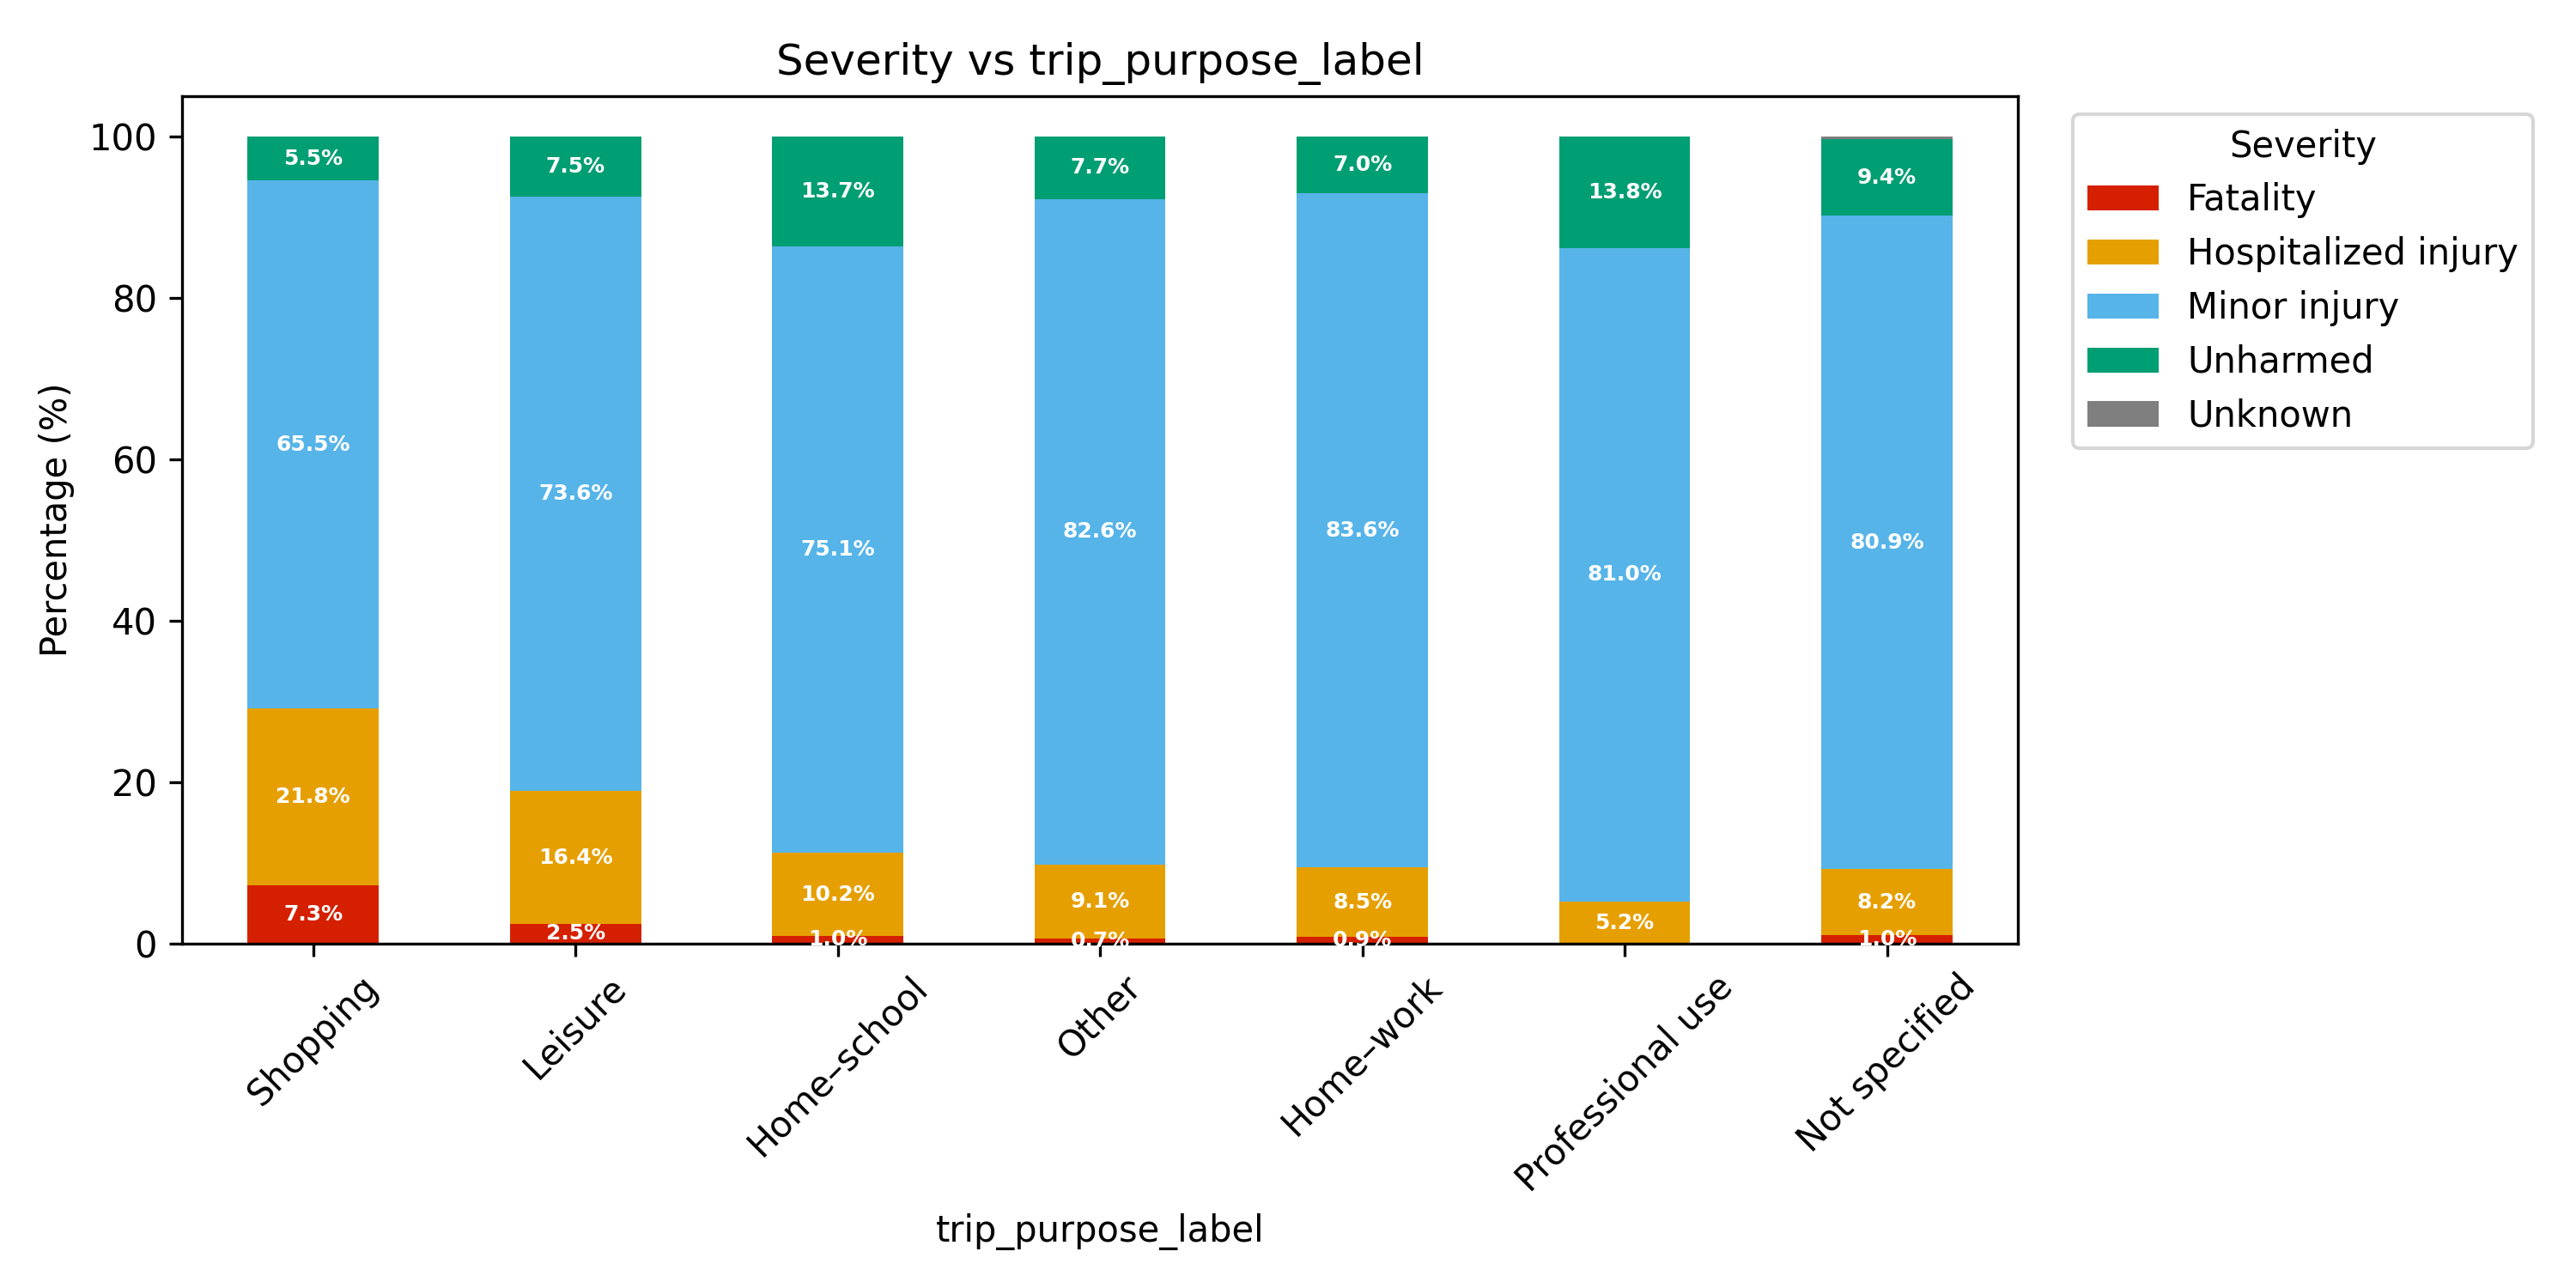 Severity vs trip_purpose_label
Percentage (%)
100
80
60
40
20
0
5.5%
65.5%
21.8%
7.3%
7.5%
73.6%
16.4%
2.5%
13.7%
75.1%
10.2%
1.0%
7.7%
82.6%
9.1%
0.7%
7.0%
83.6%
8.5%
0.9%
13.8%
81.0%
5.2%
9.4%
80.9%
8.2%
1.0%
Shopping
Leisure
Home–school
Other
Home–work
Professional use
Not specified
trip_purpose_label
Severity
Fatality
Hospitalized injury
Minor injury
Unharmed
Unknown